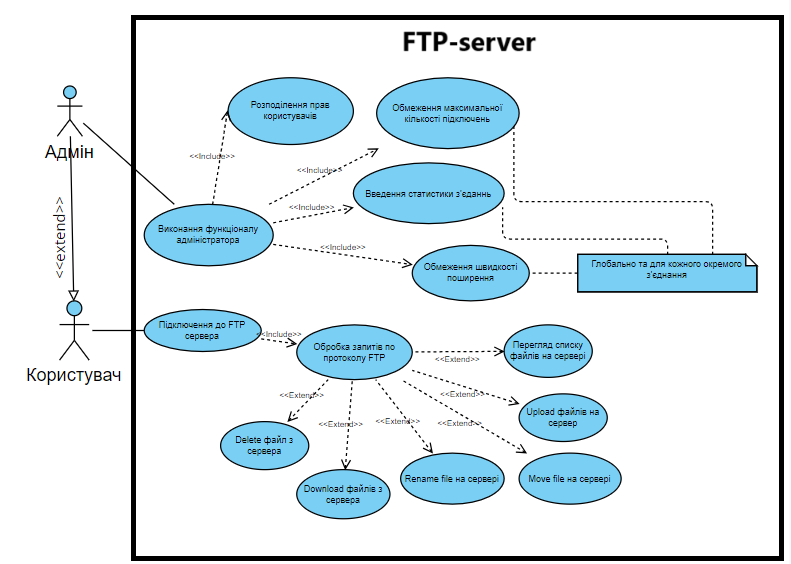 FTP-server
Розподілення прав
користувачів
Обмеження максимальної
кількості підключень
Адмін
<<Include>>
<<Include>>
Введення статистики з'єднань
<<Include>>
<<extend>>
Виконання функціоналу
адміністратора
<<Include>>
Обмеження швидкості
поширення
Глобально та для кожного окремого
з'єднання
Користувач
Підключення до FTP
сервера
<<Include>>
Обробка запитів по
протоколу FTP
<<Extend>>
Перегляд списку
файлів на сервері
<<Extend>>
<<Extend>>
<<Extend>>
<<Extend>>
<<Extend>>
Upload файлів на
сервер
Delete файл з
сервера
Download файлів з
сервера
Rename file на сервері
Move file на сервері